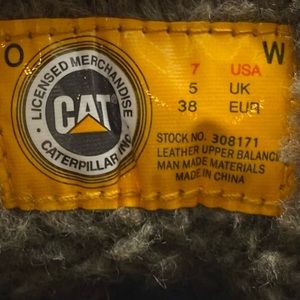 O W
LICENSED MERCHANDISE
CAT
CATERPILLAR INC.
7 USA
5 UK
38 EUR
STOCK NO. 308171
LEATHER UPPER BALANCE
MAN MADE MATERIALS
MADE IN CHINA